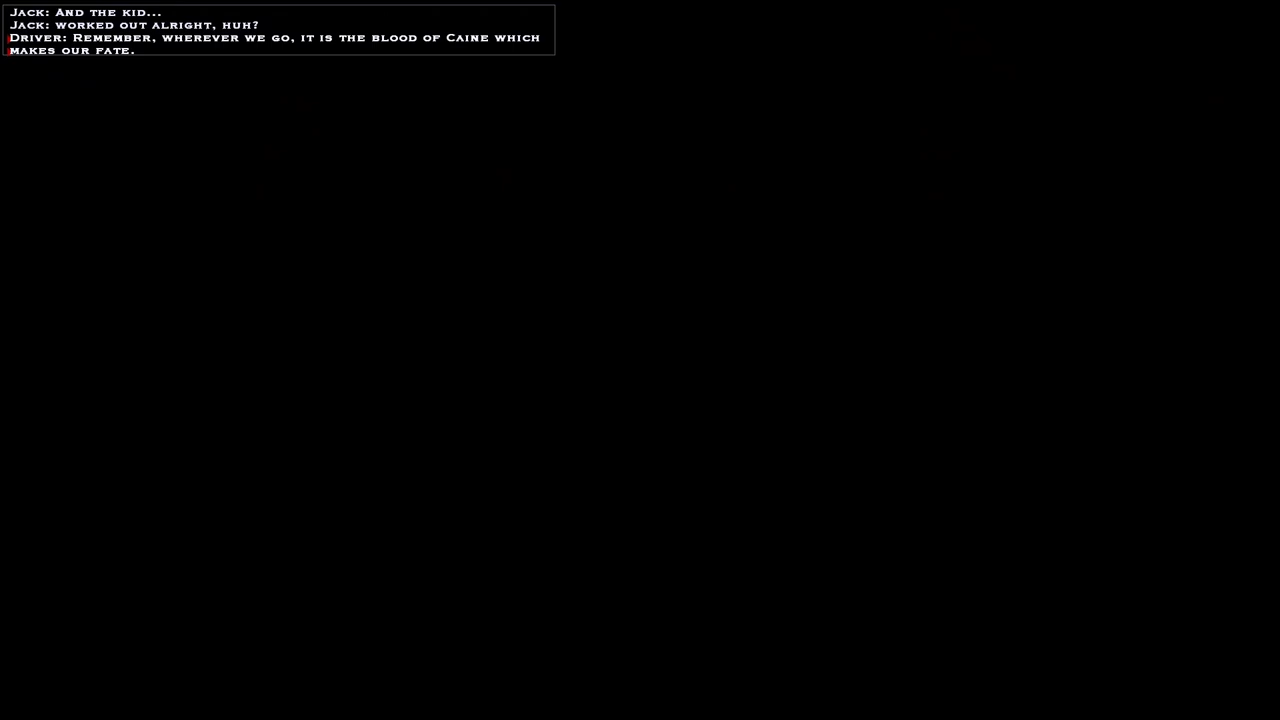 Jack: And the kid...
Jack: worked out alright, huh?
Driver: Remember, wherever we go, it is the blood of Caine which
makes our fate.